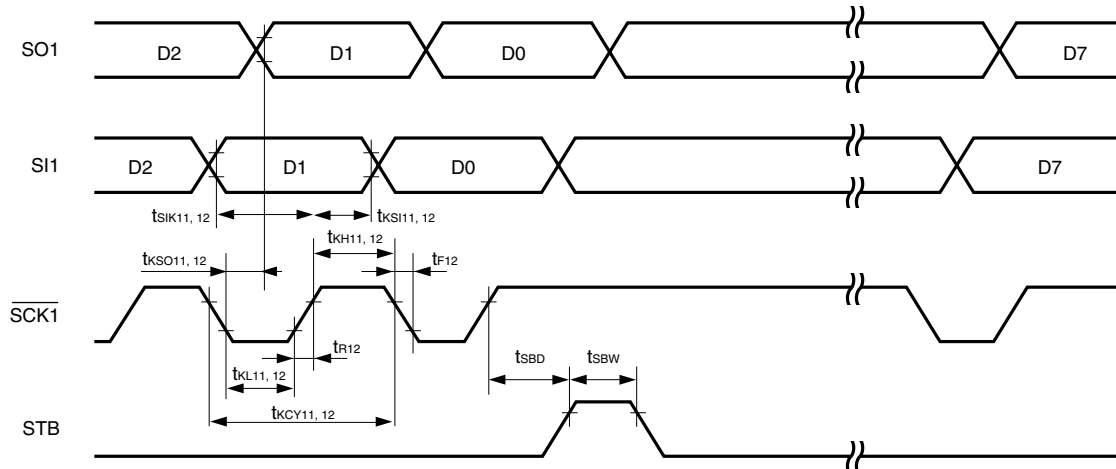 SO1 D2 D1 D0 D7
SI1 D2 D1 D0 D7
tSIK11, 12 tKSI11, 12
tKH11, 12
tKSO11, 12 tF12
SCK1
tR12
tSBD tSBW
tKL11, 12
tKCY11, 12
STB